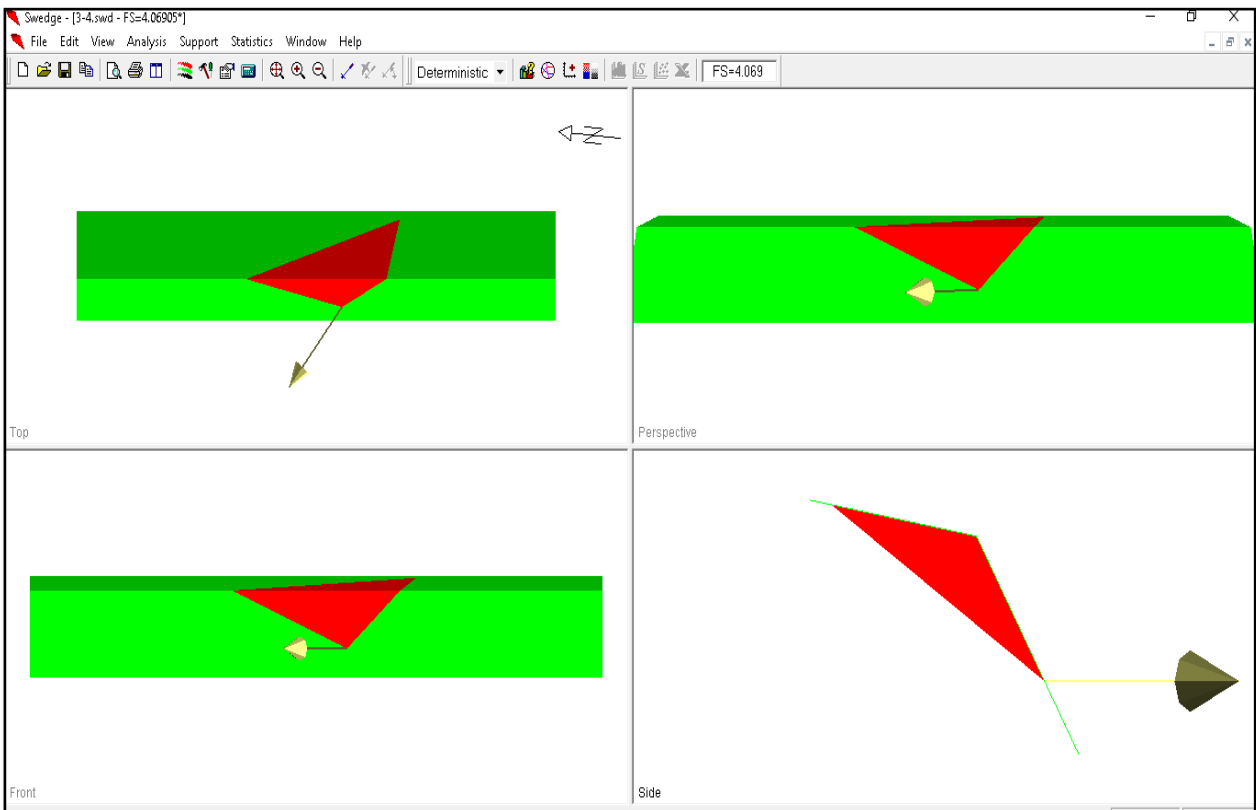 Swedge - [3-4.swd - FS=4.06905*]
File Edit View Analysis Support Statistics Window Help
Deterministic FS=4.069
N
Top
Perspective
Front
Side